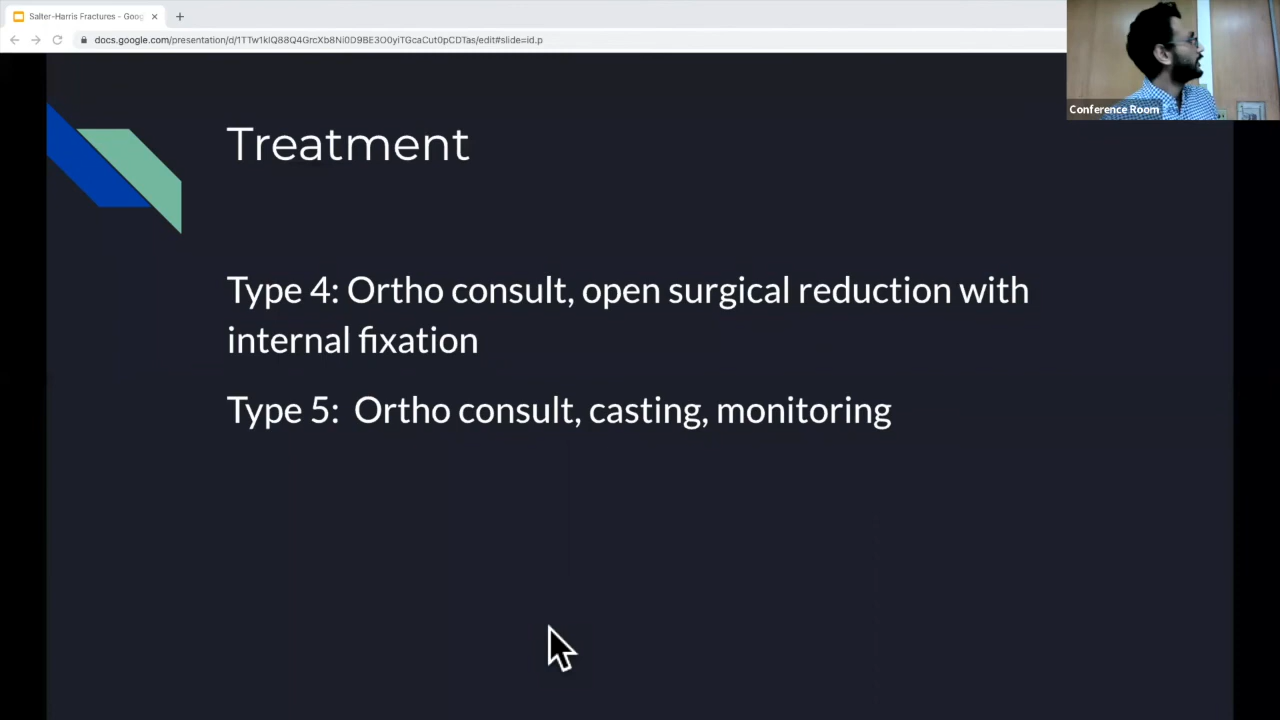 Salter-Harris Fractures - Goog
docs.google.com/presentation/d/1TTw1kIQ88Q4GrcXb8Ni0D9BE3O0yiTGcaCut0pCDTas/edit#slide=id.p
Conference Room
Treatment
Type 4: Ortho consult, open surgical reduction with
internal fixation
Type 5: Ortho consult, casting, monitoring